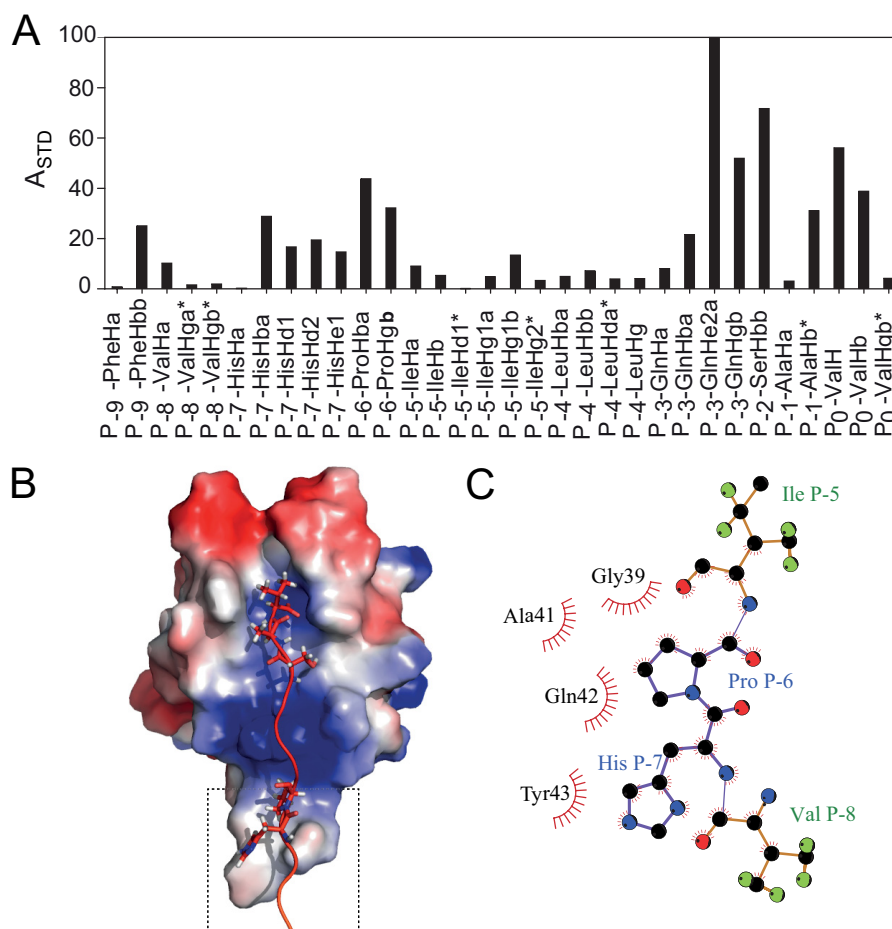 A
A_STD
100
80
60
40
20
0
P-9 -PheHa
P-9 -PheHbb
P-8 -ValHa
P-8 -ValHga*
P-8 -ValHgb*
P-7 -HisHa
P-7 -HisHba
P-7 -HisHd1
P-7 -HisHd2
P-7 -HisHe1
P-6-ProHba
P-6-ProHgb
P-5-IleHa
P-5-IleHb
P-5-IleHd1*
P-5-IleHg1a
P-5-IleHg1b
P-5-IleHg2*
P-4-LeuHba
P-4-LeuHbb
P-4-LeuHda*
P-4-LeuHg
P-3-GlnHa
P-3-GlnHba
P-3-GlnHe2a
P-3-GlnHgb
P-2-SerHbb
P-1-AlaHa
P-1-AlaHb*
P0-ValH
P0-ValHb
P0-ValHgb*
B
C
Ile P-5
Gly39
Ala41
Gln42
Pro P-6
His P-7
Tyr43
Val P-8